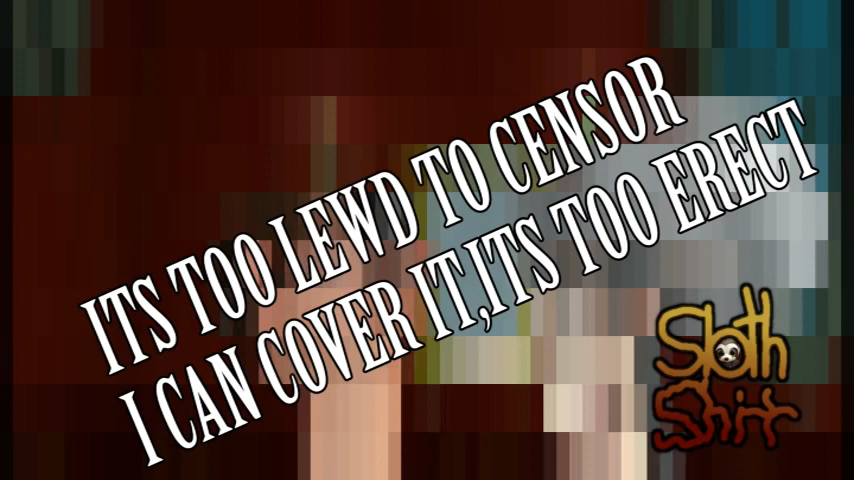 ITS TOO LEWD TO CENSOR
I CAN COVER IT,ITS TOO ERECT
Sloth
Shirt